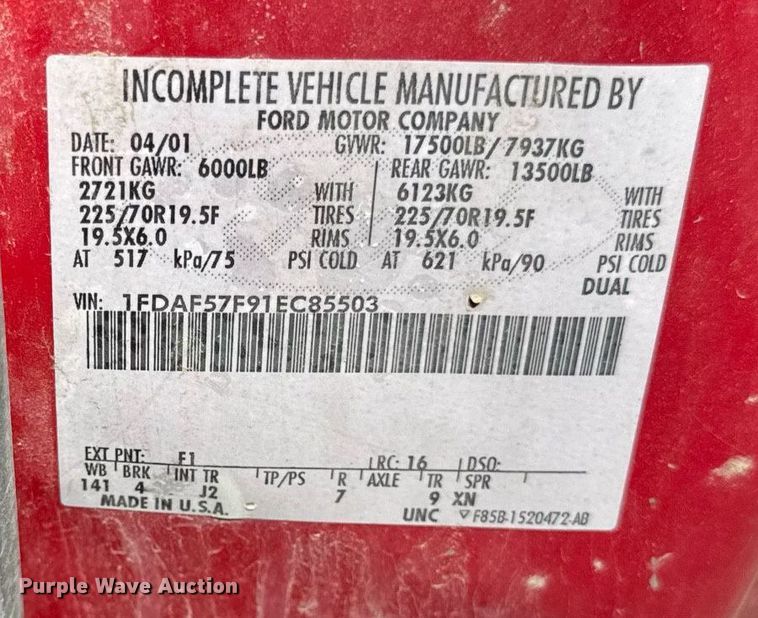 INCOMPLETE VEHICLE MANUFACTURED BY
FORD MOTOR COMPANY
DATE: 04/01 GVWR: 17500LB/ 7937KG
FRONT GAWR: 6000LB REAR GAWR: 13500LB
2721KG WITH 6123KG WITH
225/70R19.5F TIRES 225/70R19.5F TIRES
19.5X6.0 RIMS 19.5X6.0 RIMS
AT 517 kPa/75 PSI COLD AT 621 kPa/90 PSI COLD
DUAL
VIN: 1FDAF57F91EC85503
EXT PNT: F1 LRC: 16 DSO:
WB BRK INT TR TP/PS R AXLE TR SPR
141 4 J2 7 9 XN
MADE IN U.S.A. UNC F85B-1520472-AB
Purple Wave Auction